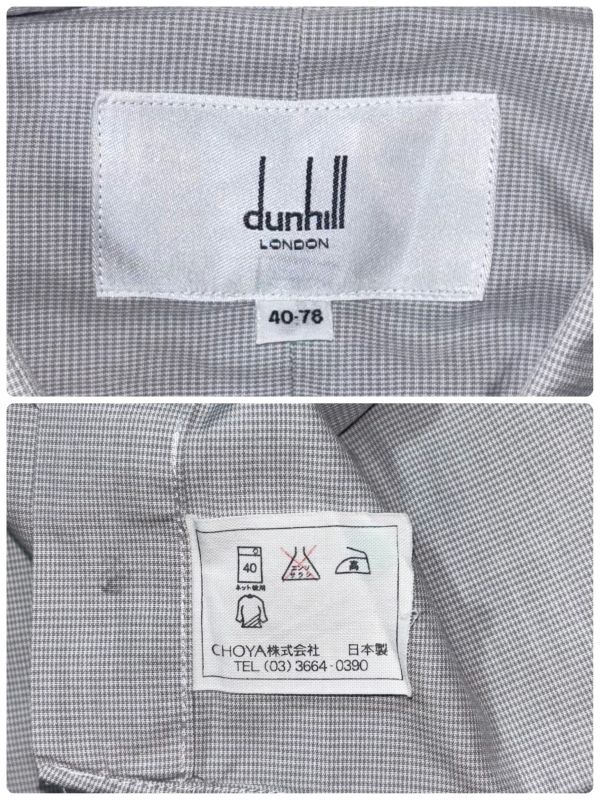 dunhill
LONDON
40-78
40
ネット使用
エンソ
サラシ
高
CHOYA株式会社 日本製
TEL (03) 3664-0390